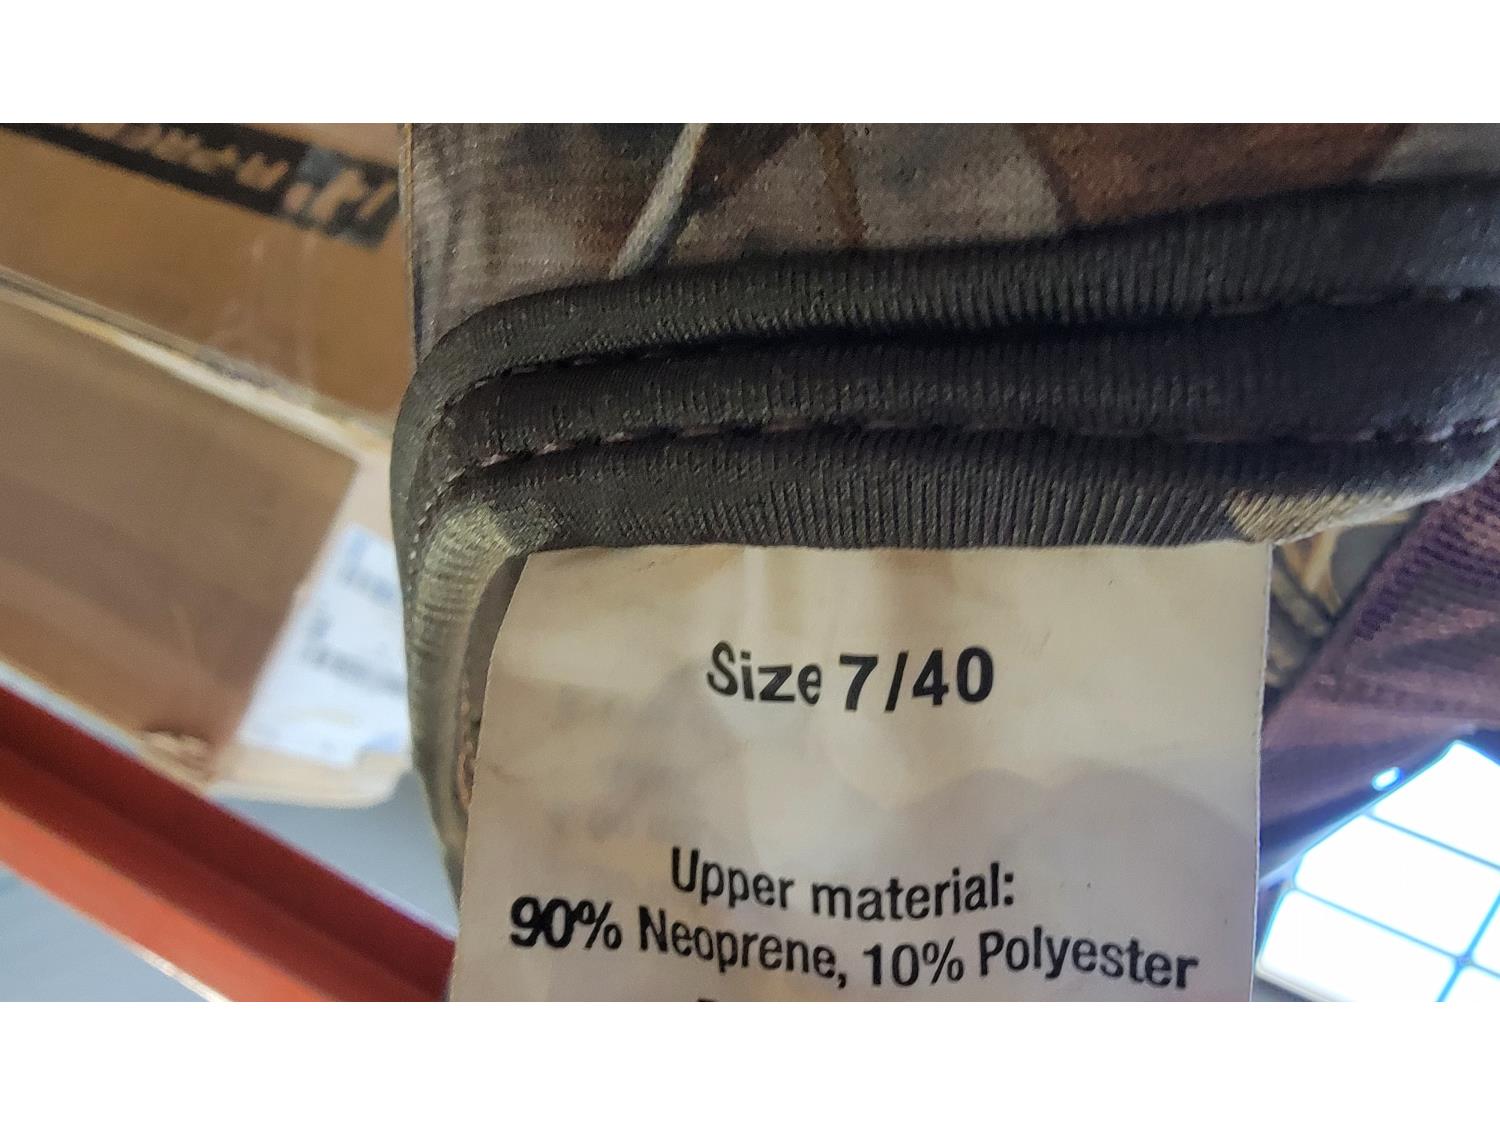 Size 7/40
Upper material:
90% Neoprene, 10% Polyester